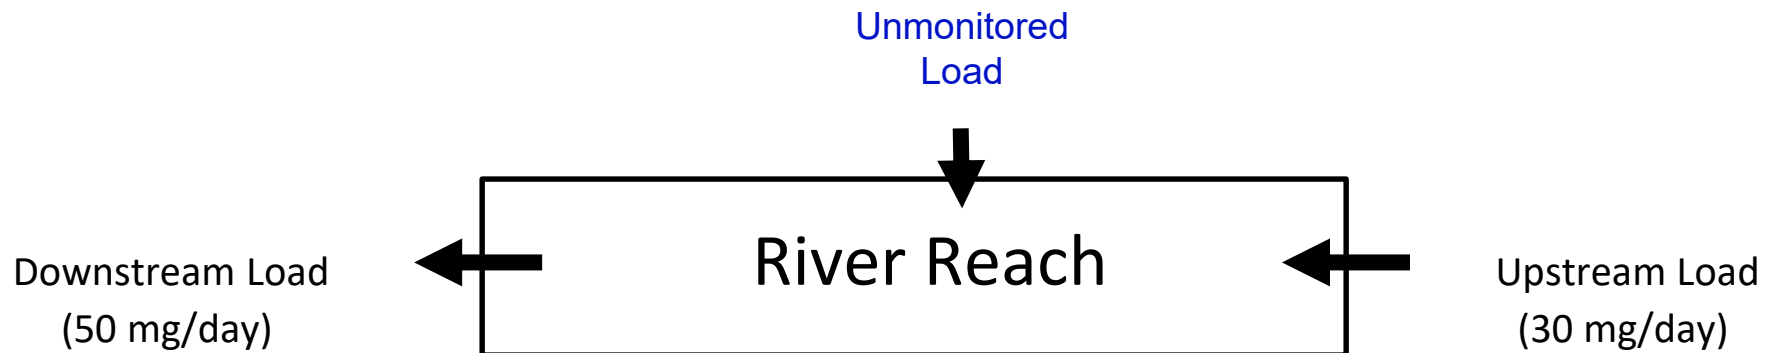 Unmonitored
Load
River Reach
Downstream Load
(50 mg/day)
Upstream Load
(30 mg/day)